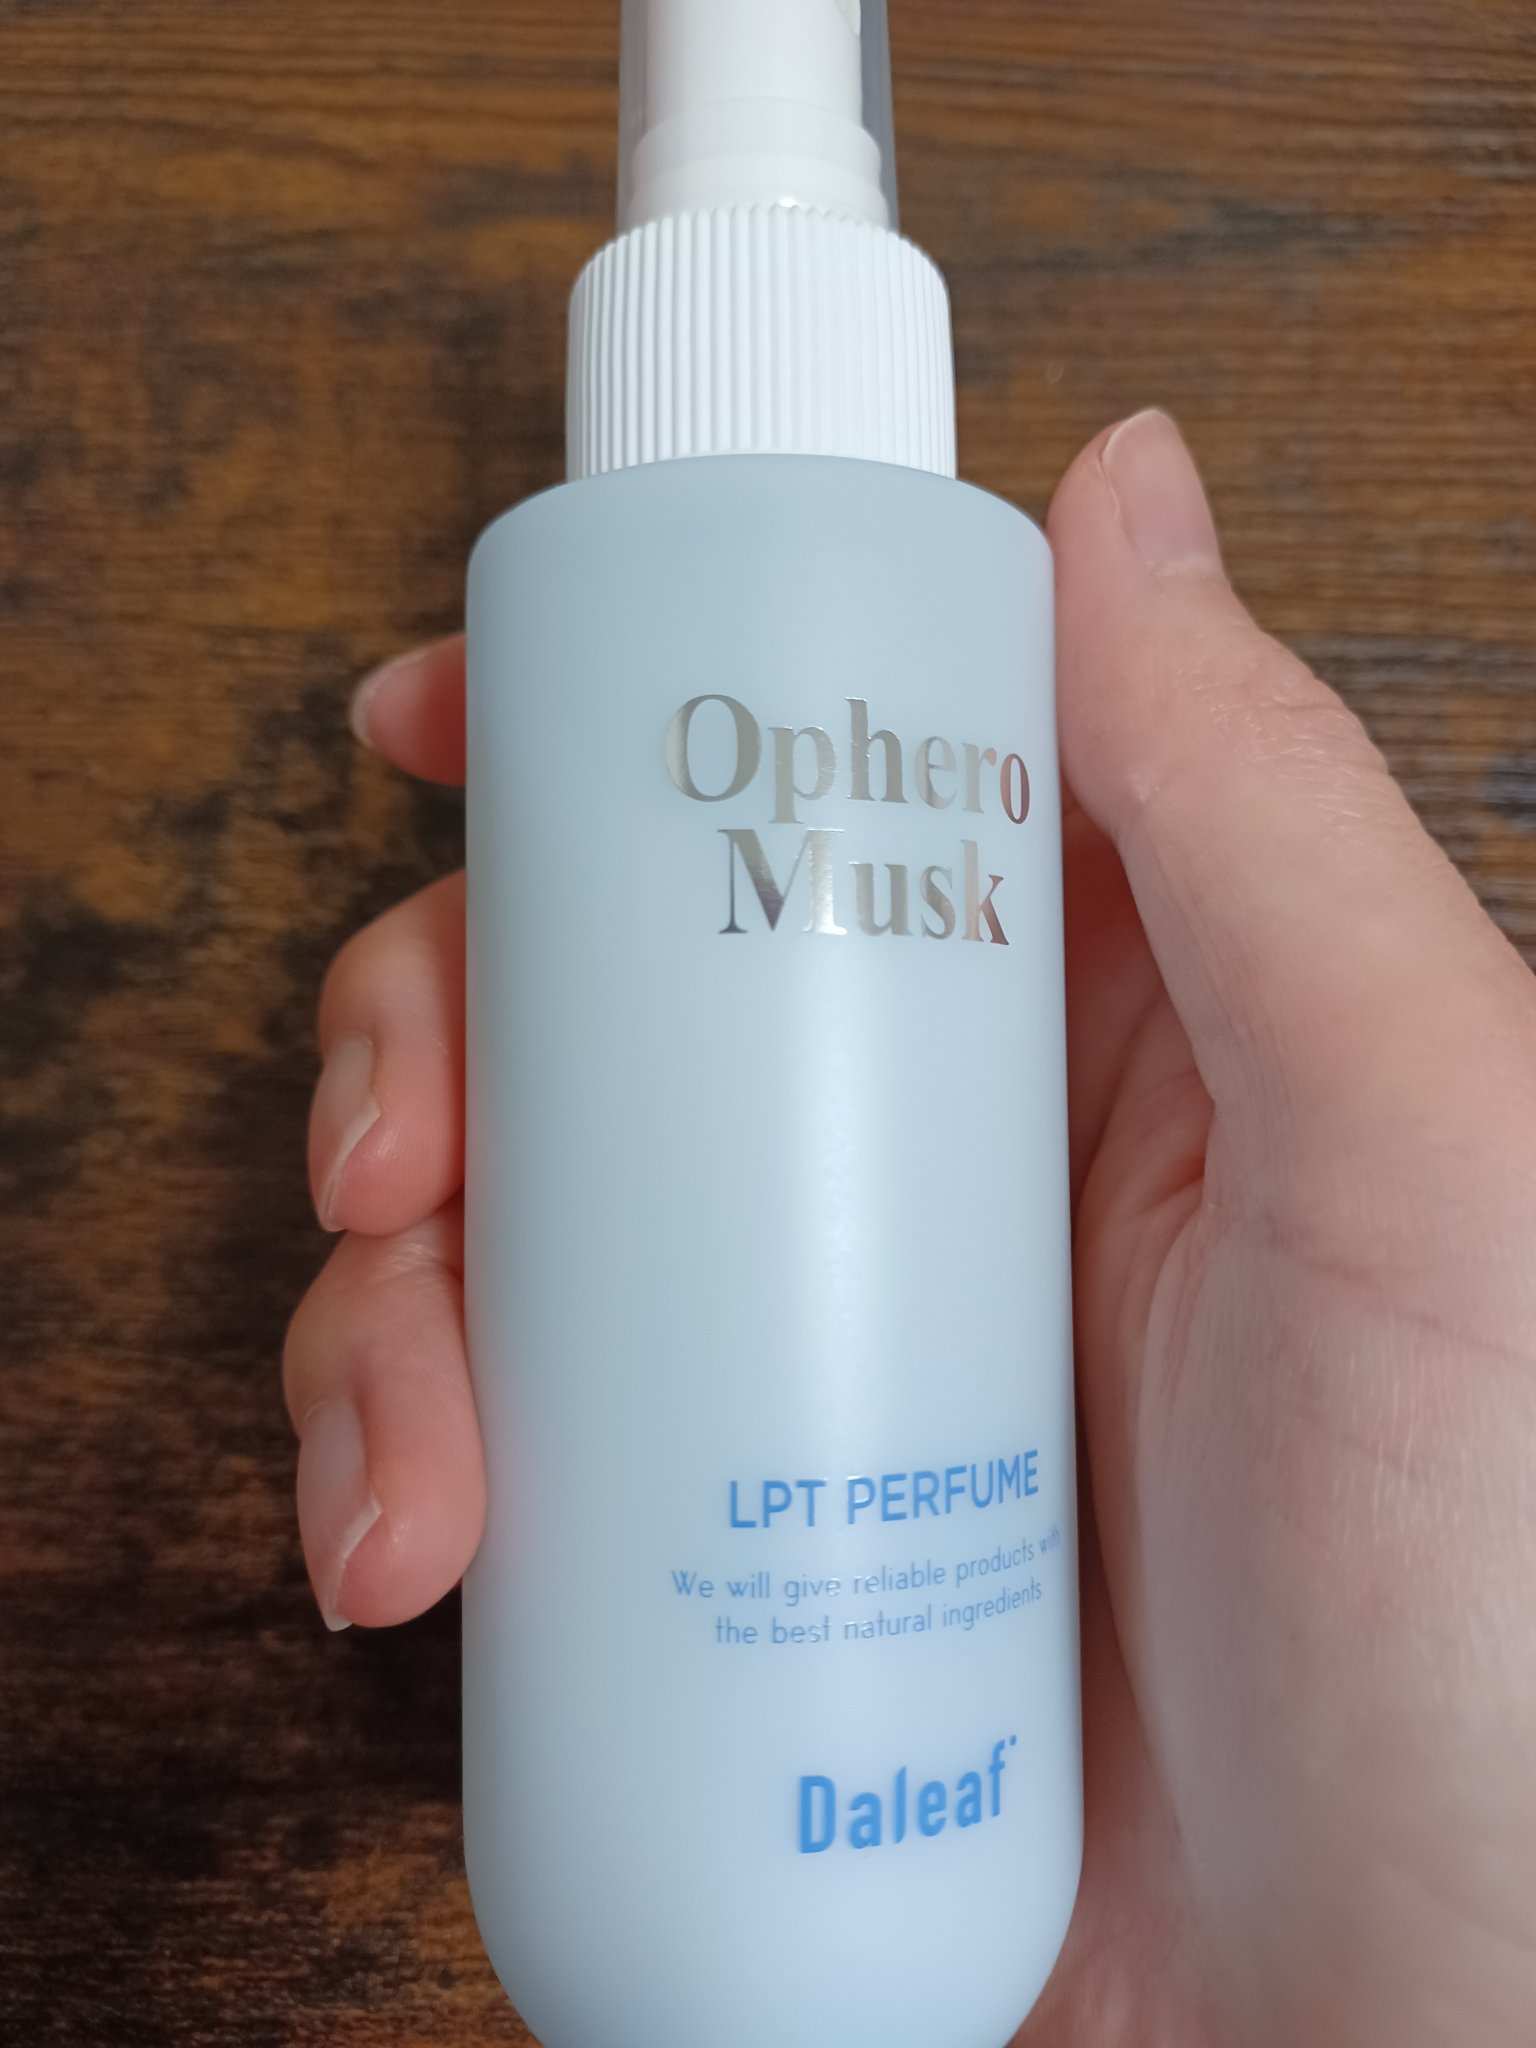 Ophero
Musk
LPT PERFUME
We will give reliable products with
the best natural ingredients.
Daleaf